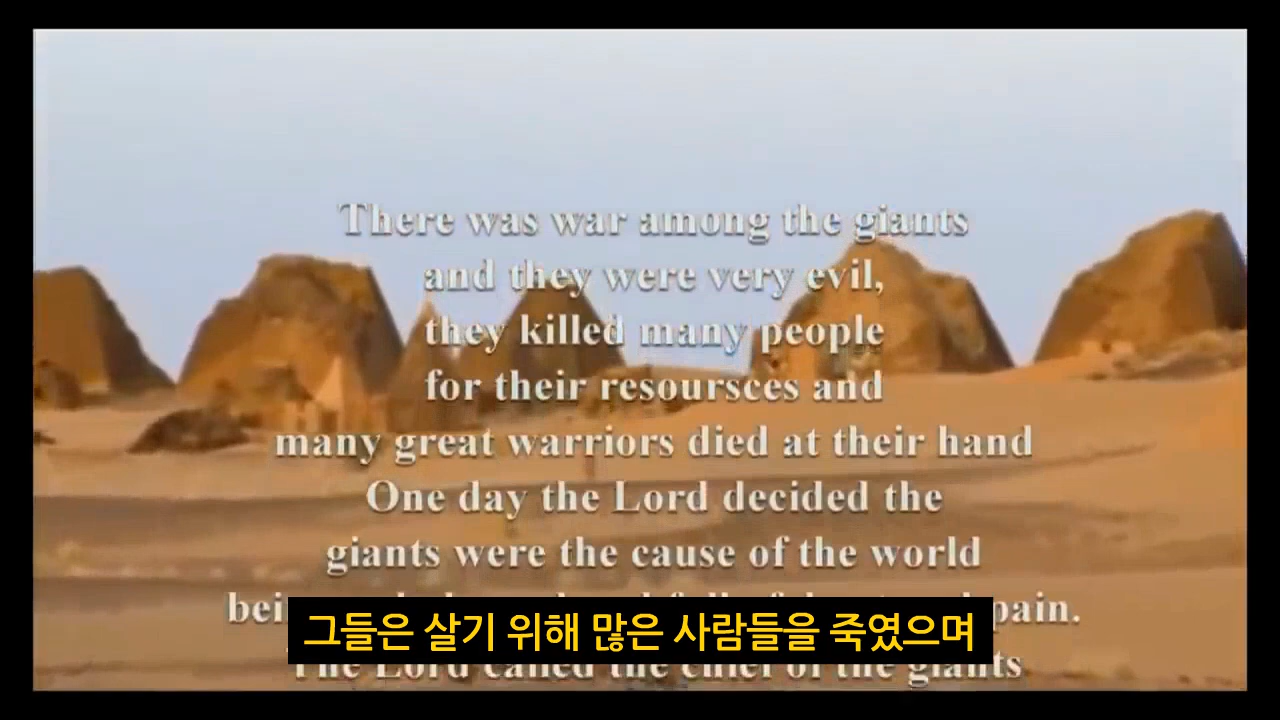 There was war among the giants
and they were very evil,
they killed many people
for their resoursces and
many great warriors died at their hand
One day the Lord decided the
giants were the cause of the world
pain.
그들은 살기 위해 많은 사람들을 죽였으며
The Lord called the chief of the giants